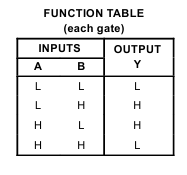 FUNCTION TABLE
(each gate)
INPUTS OUTPUT
A B Y
L L L
L H H
H L H
H H L